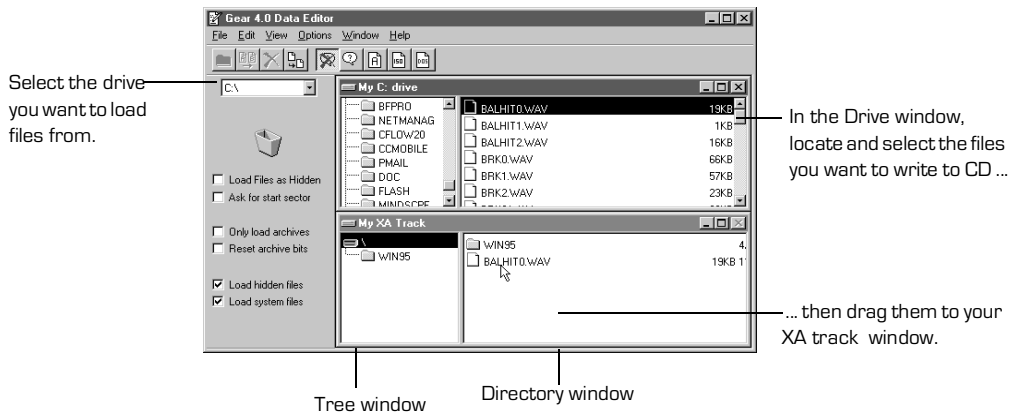 Gear 4.0 Data Editor
File Edit View Options Window Help
Select the drive
you want to load
files from.
C:\
Load Files as Hidden
Ask for start sector
Only load archives
Reset archive bits
Load hidden files
Load system files
My C: drive
BFPRO
NETMANAG
CFLOW20
CCMOBILE
PMAIL
DOC
FLASH
MINDSCPE
BALHIT0.WAV 19KB
BALHIT1.WAV 1KB
BALHIT2.WAV 16KB
BRK0.WAV 66KB
BRK1.WAV 57KB
BRK2.WAV 23KB
In the Drive window,
locate and select the files
you want to write to CD ...
My XA Track
\
WIN95
WIN95 4.
BALHIT0.WAV 19KB 1
... then drag them to your
XA track window.
Tree window
Directory window